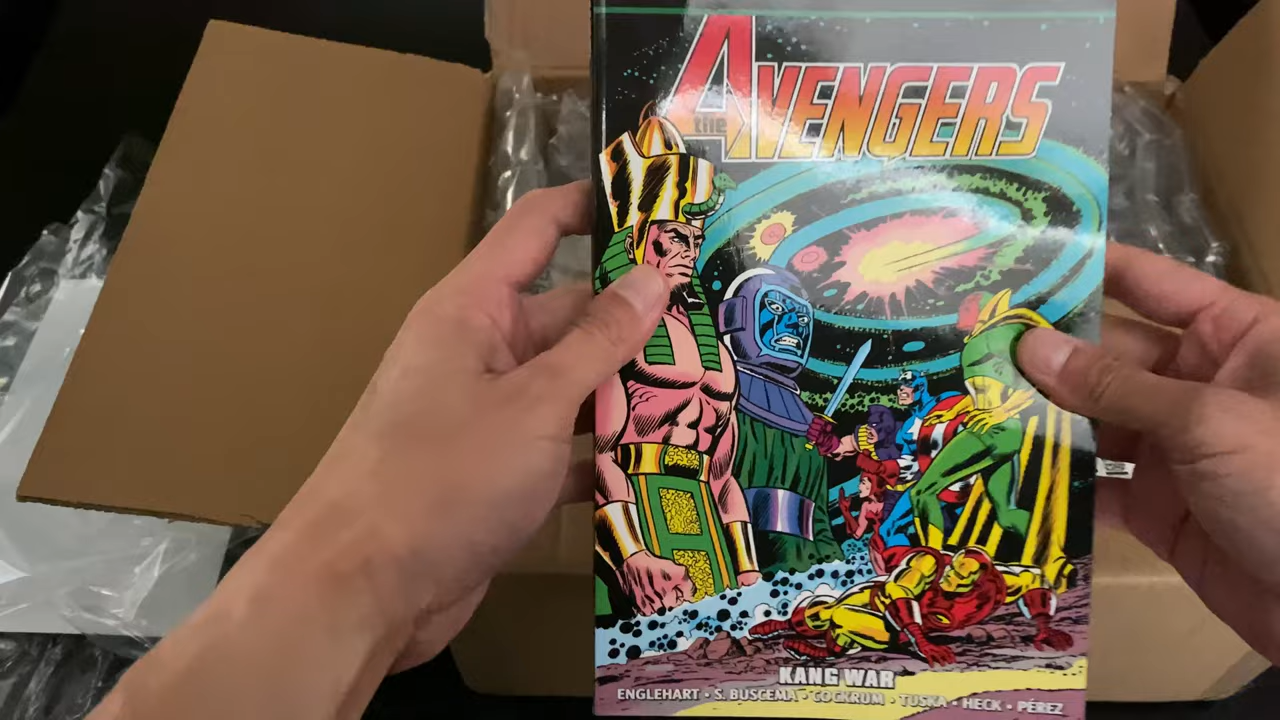 the
AVENGERS
KANG WAR
ENGLEHART • S. BUSCEMA • COCKRUM • TUSKA • HECK • PÉREZ